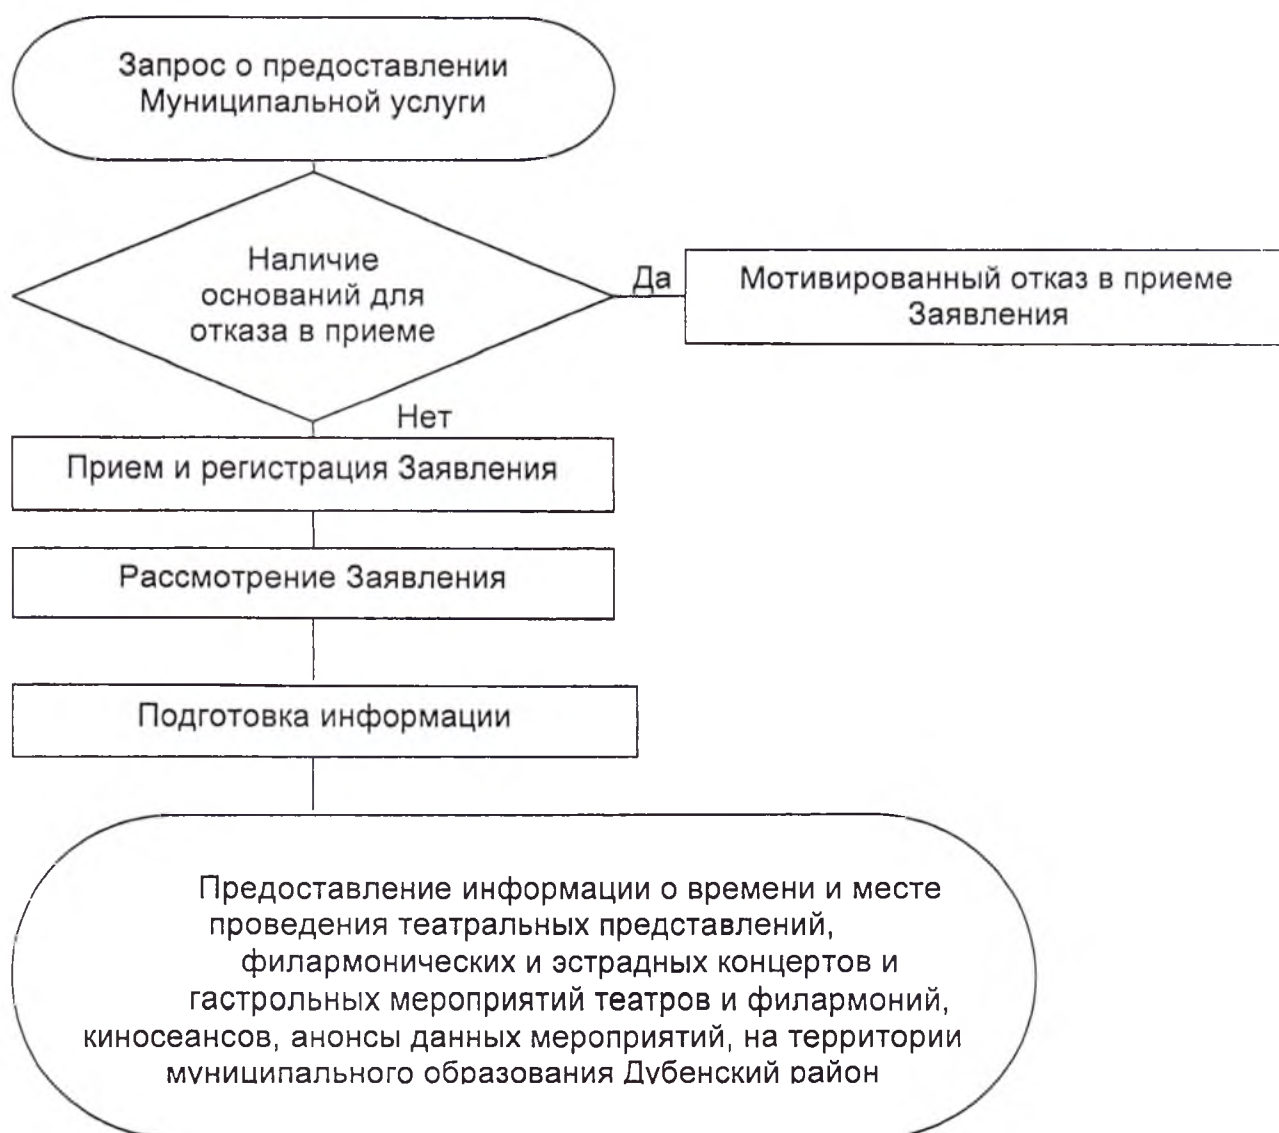 Запрос о предоставлении
Муниципальной услуги
Наличие
оснований для
отказа в приеме
Да
Мотивированный отказ в приеме
Заявления
Нет
Прием и регистрация Заявления
Рассмотрение Заявления
Подготовка информации
Предоставление информации о времени и месте
проведения театральных представлений,
филармонических и эстрадных концертов и
гастрольных мероприятий театров и филармоний,
киносеансов, анонсы данных мероприятий, на территории
муниципального образования Дубенский район